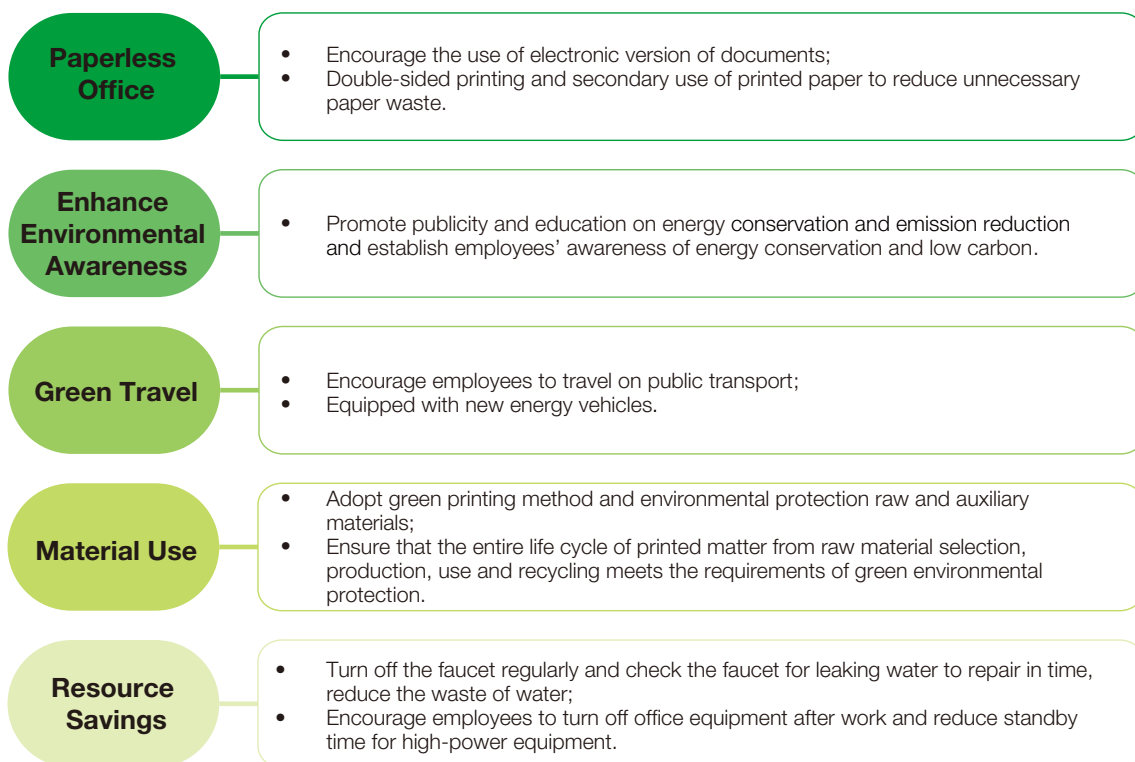 Paperless
Office
• Encourage the use of electronic version of documents;
• Double-sided printing and secondary use of printed paper to reduce unnecessary
paper waste.
Enhance
Environmental
Awareness
• Promote publicity and education on energy conservation and emission reduction
and establish employees’ awareness of energy conservation and low carbon.
Green Travel
• Encourage employees to travel on public transport;
• Equipped with new energy vehicles.
Material Use
• Adopt green printing method and environmental protection raw and auxiliary
materials;
• Ensure that the entire life cycle of printed matter from raw material selection,
production, use and recycling meets the requirements of green environmental
protection.
Resource
Savings
• Turn off the faucet regularly and check the faucet for leaking water to repair in time,
reduce the waste of water;
• Encourage employees to turn off office equipment after work and reduce standby
time for high-power equipment.